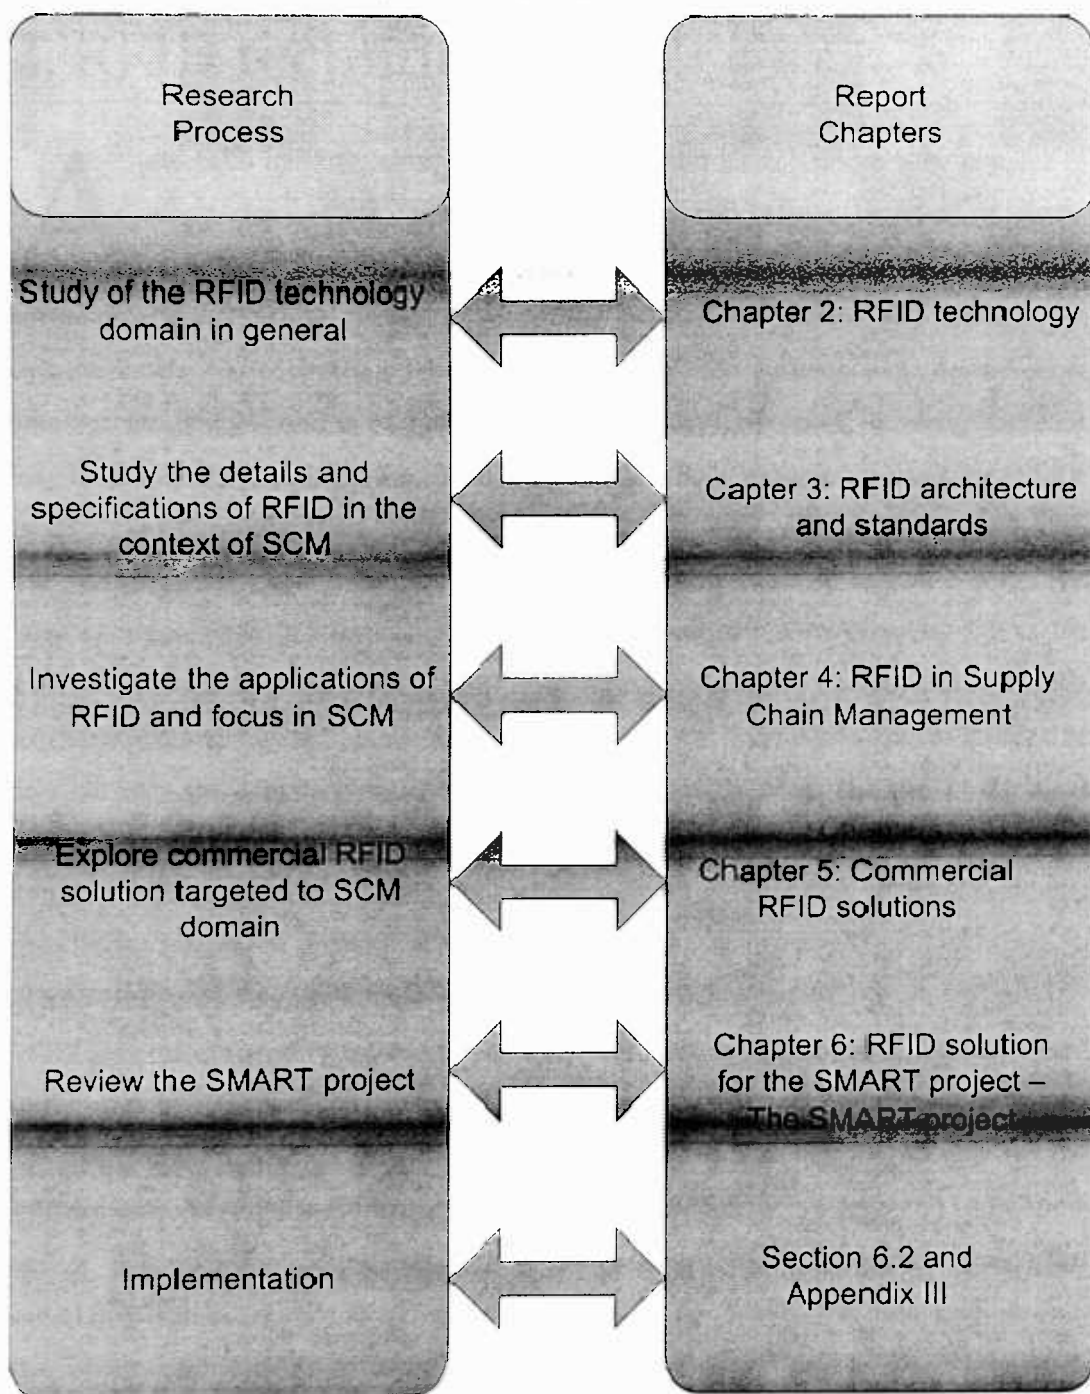 Research
Process
Report
Chapters
Study of the RFID technology
domain in general
Chapter 2: RFID technology
Study the details and
specifications of RFID in the
context of SCM
Capter 3: RFID architecture
and standards
Investigate the applications of
RFID and focus in SCM
Chapter 4: RFID in Supply
Chain Management
Explore commercial RFID
solution targeted to SCM
domain
Chapter 5: Commercial
RFID solutions
Review the SMART project
Chapter 6: RFID solution
for the SMART project –
The SMART project
Implementation
Section 6.2 and
Appendix III